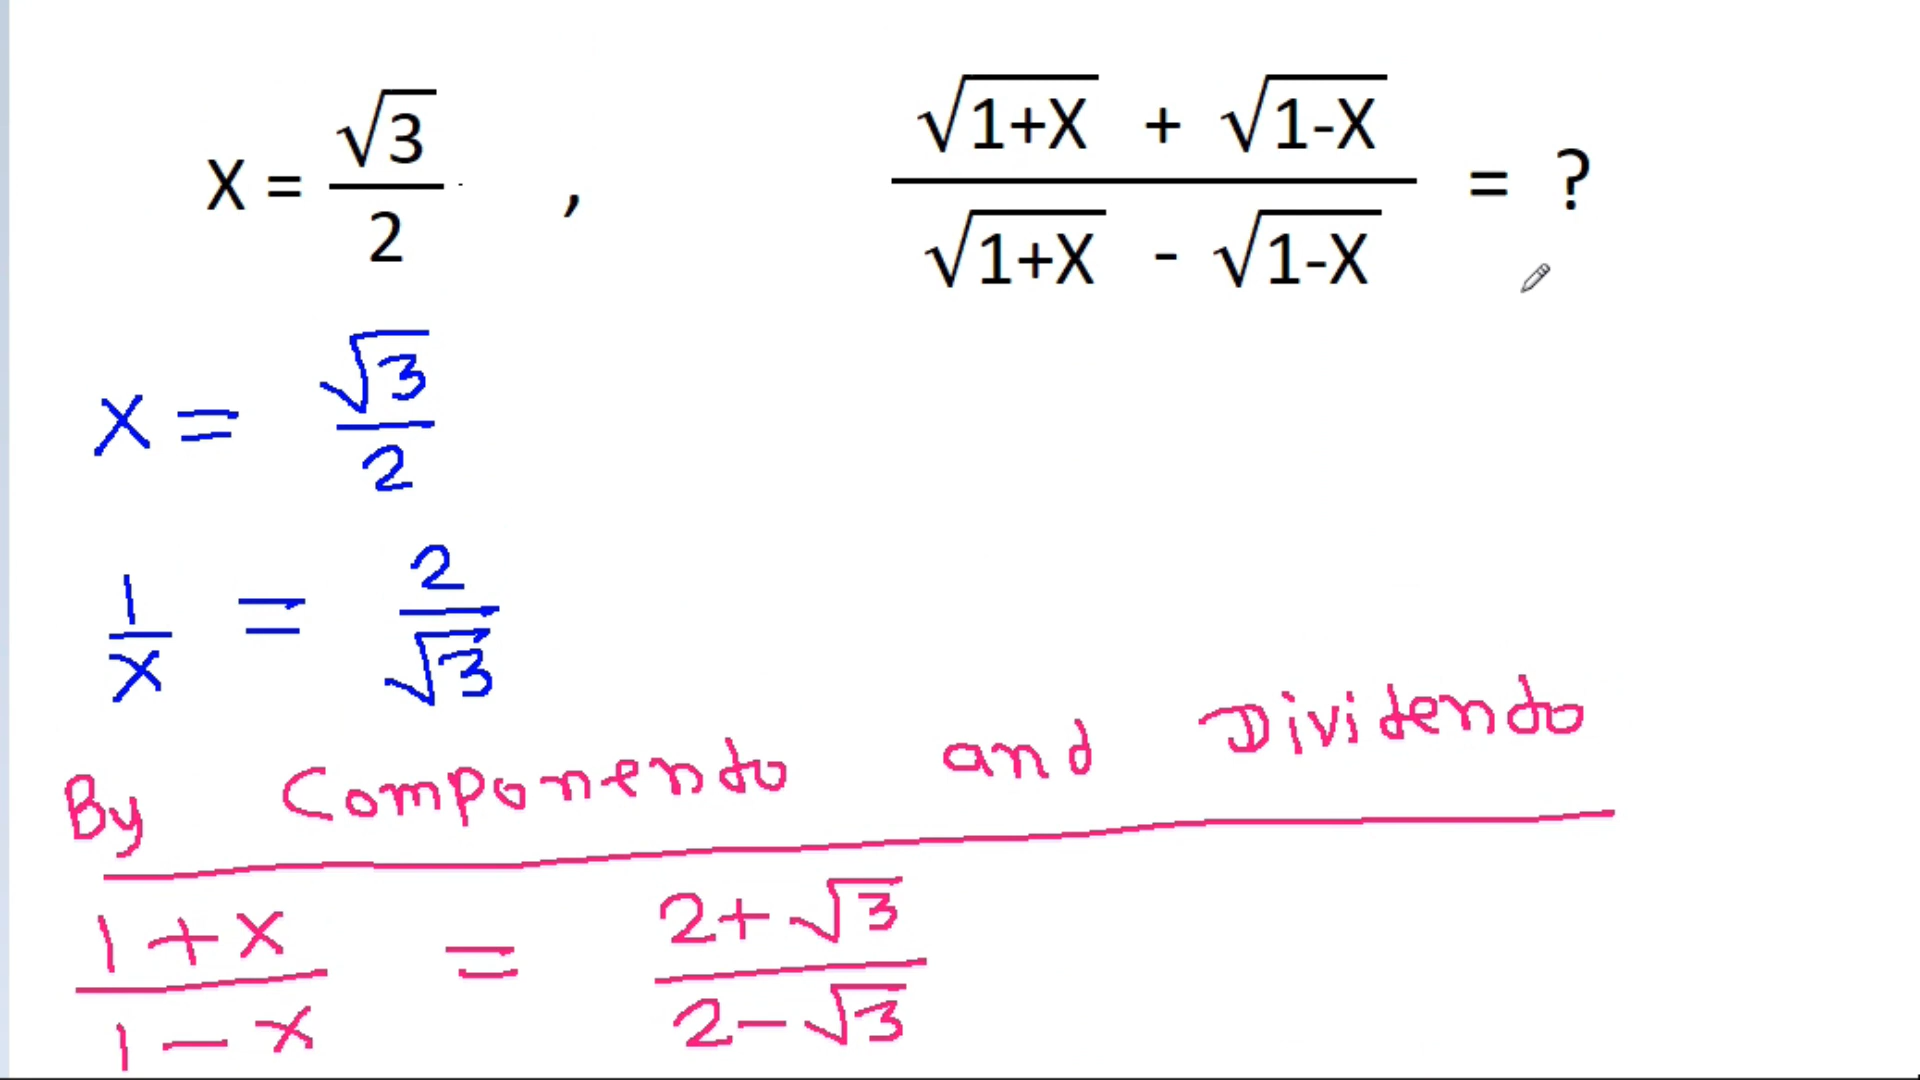 X = √3/2 , (√1+X + √1-X)/(√1+X - √1-X) = ?
x = √3/2
1/x = 2/√3
By Componendo and Dividendo
1+x/1-x = 2+√3/2-√3